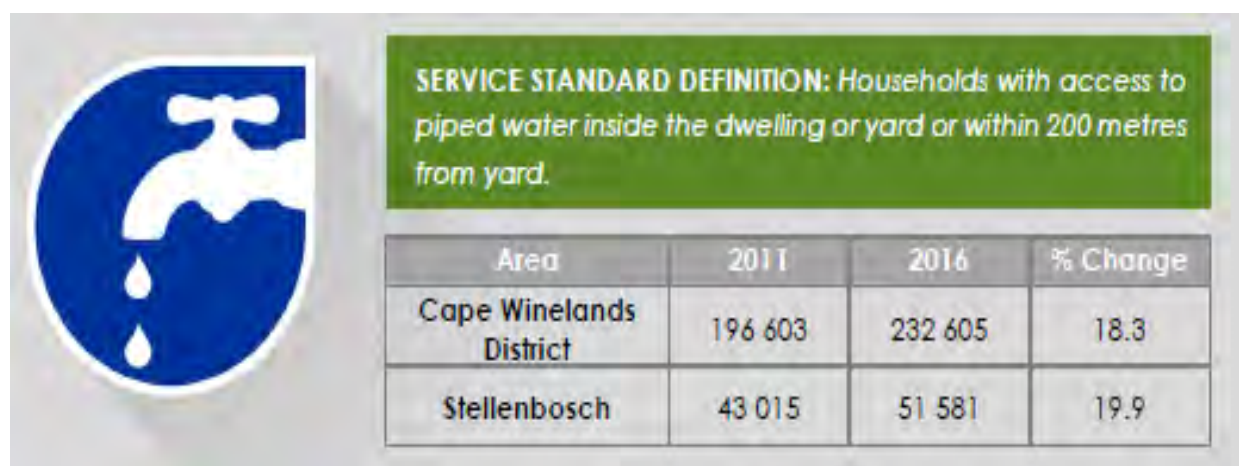 SERVICE STANDARD DEFINITION: Households with access to
piped water inside the dwelling or yard or within 200 metres
from yard.
Area 2011 2016 % Change
Cape Winelands
District 196 603 232 605 18.3
Stellenbosch 43 015 51 581 19.9